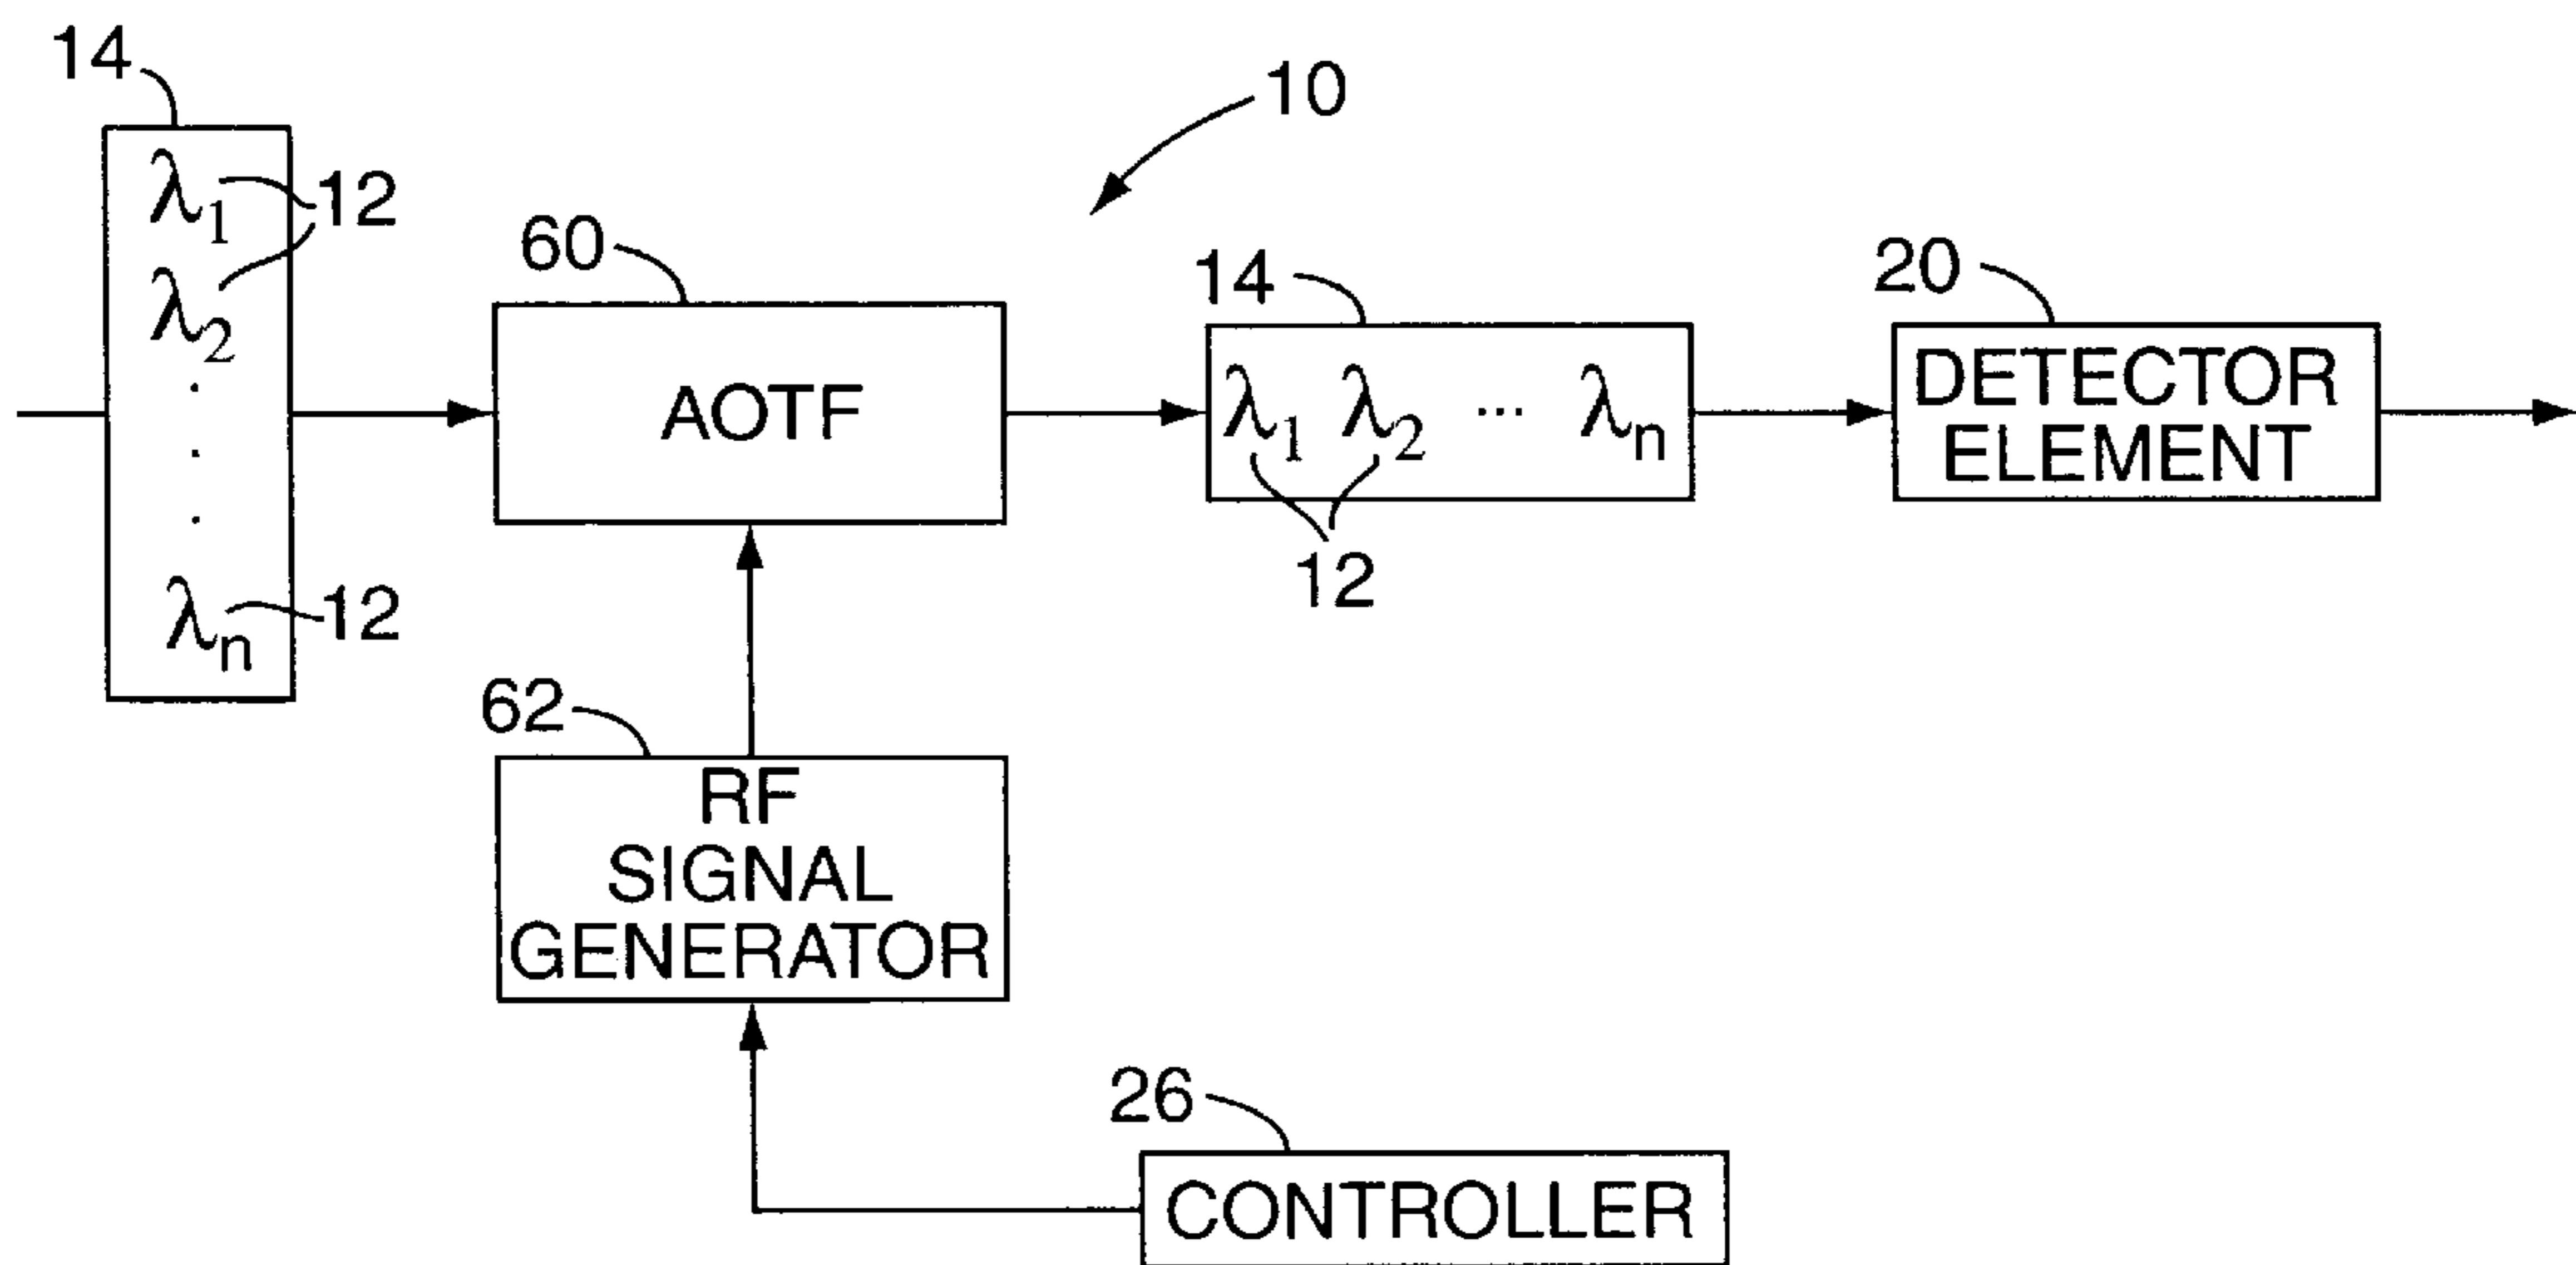 14
10
λ1
12
λ2
.
.
.
λn
12
60
AOTF
14
λ1 λ2 ... λn
12
20
DETECTOR
ELEMENT
62
RF
SIGNAL
GENERATOR
26
CONTROLLER